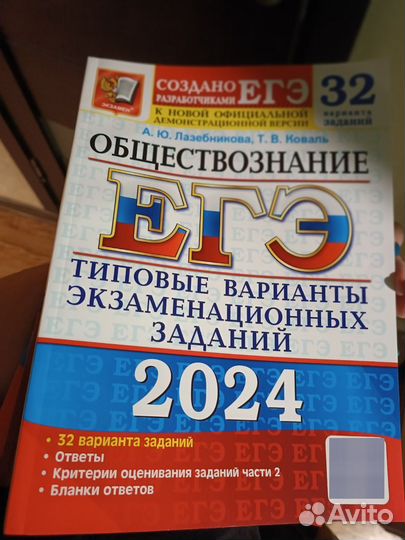 ЭКЗАМЕН
СОЗДАНО
РАЗРАБОТЧИКАМИ ЕГЭ
К НОВОЙ ОФИЦИАЛЬНОЙ
ДЕМОНСТРАЦИОННОЙ ВЕРСИИ
32
варианта
заданий
А. Ю. Лазебникова, Т. В. Коваль
ОБЩЕСТВОЗНАНИЕ
ЕГЭ
ТИПОВЫЕ ВАРИАНТЫ
ЭКЗАМЕНАЦИОННЫХ
ЗАДАНИЙ
2024
• 32 варианта заданий
• Ответы
• Критерии оценивания заданий части 2
• Бланки ответов
Avito